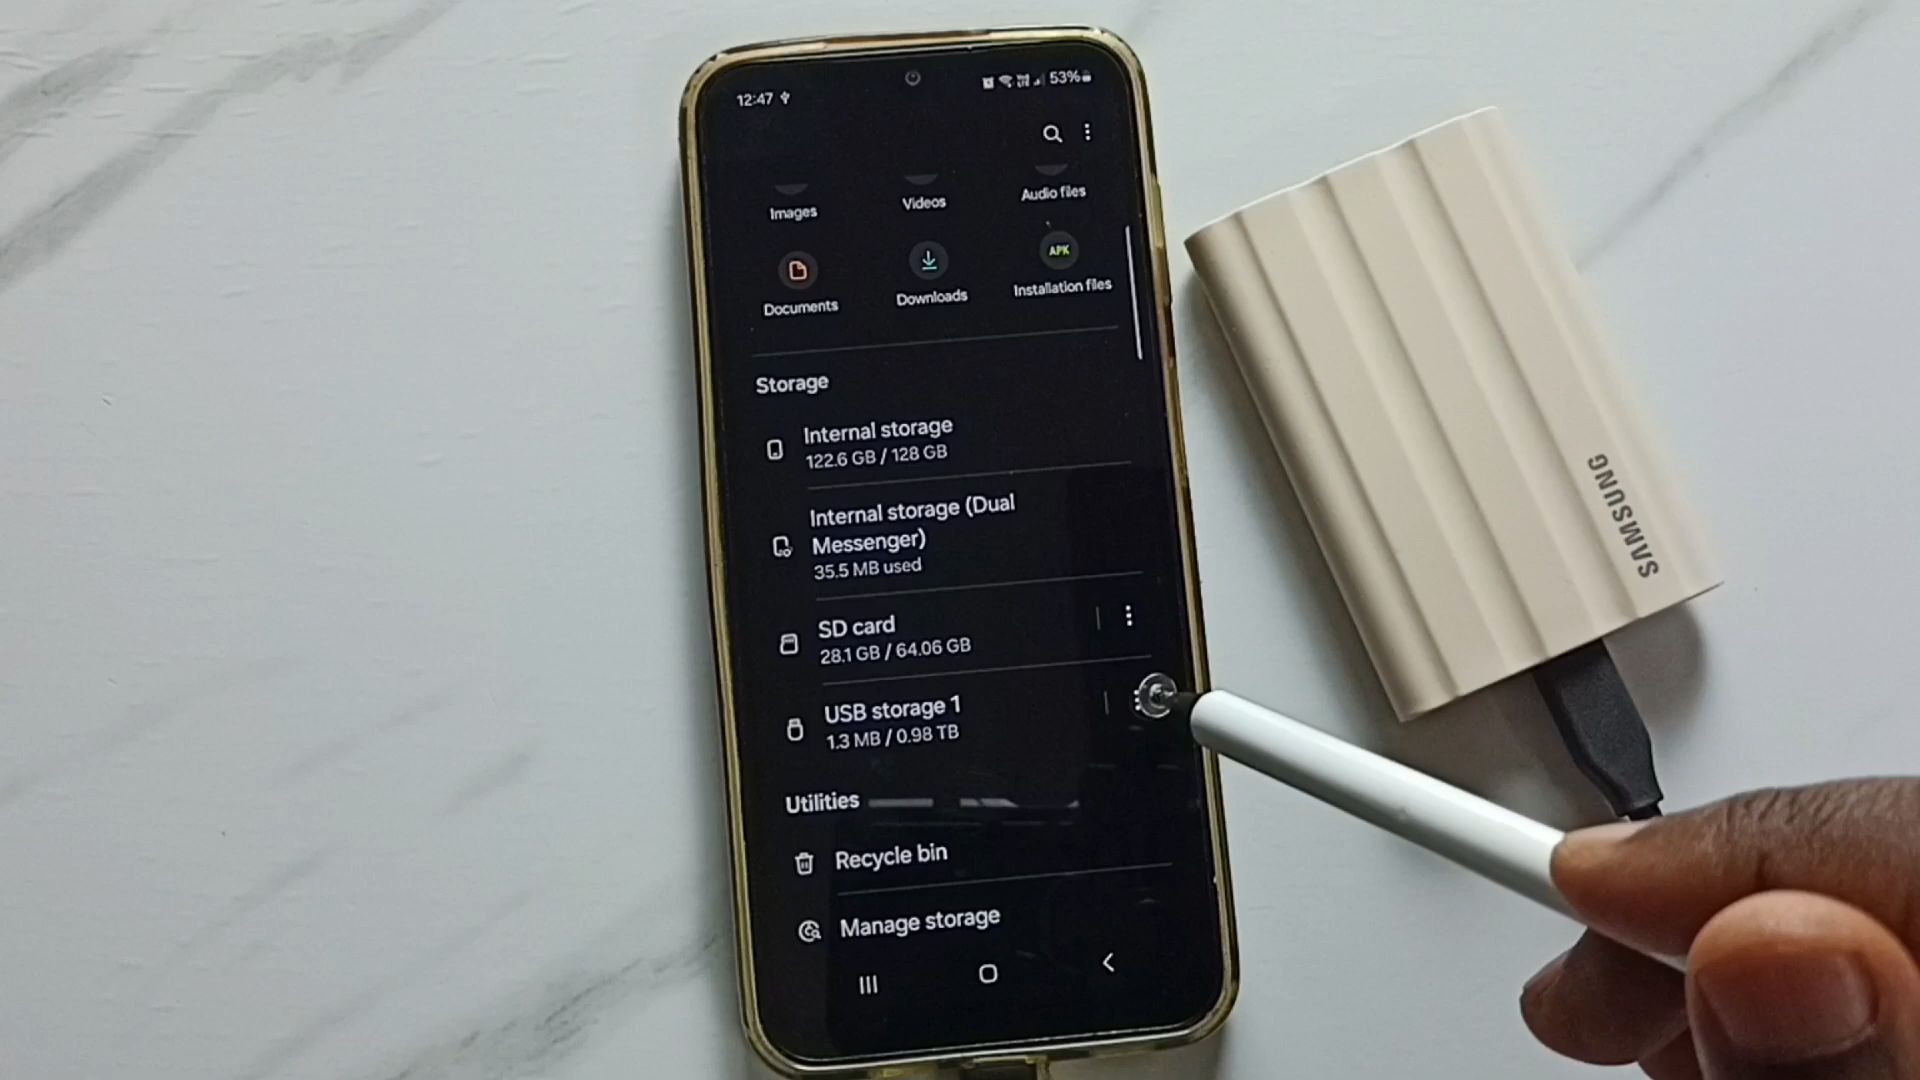 12:47
53%
Images
Videos
Audio files
Documents
Downloads
APK
Installation files
Storage
Internal storage
122.6 GB / 128 GB
Internal storage (Dual
Messenger)
35.5 MB used
SD card
28.1 GB / 64.06 GB
USB storage 1
1.3 MB / 0.98 TB
Utilities
Recycle bin
Manage storage
SAMSUNG